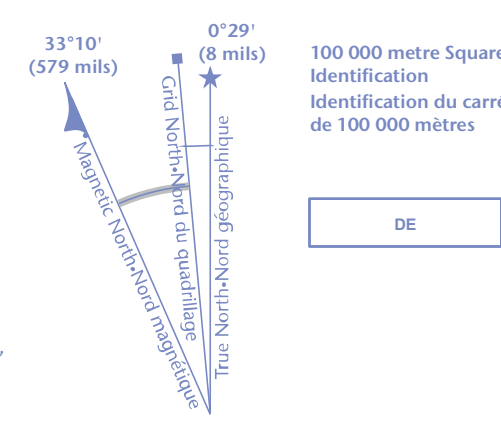 33°10'
(579 mils)
0°29'
(8 mils)
Magnetic North•Nord magnétique
Grid North•Nord du quadrillage
True North•Nord géographique
100 000 metre Square
Identification
Identification du carré
de 100 000 mètres
DE